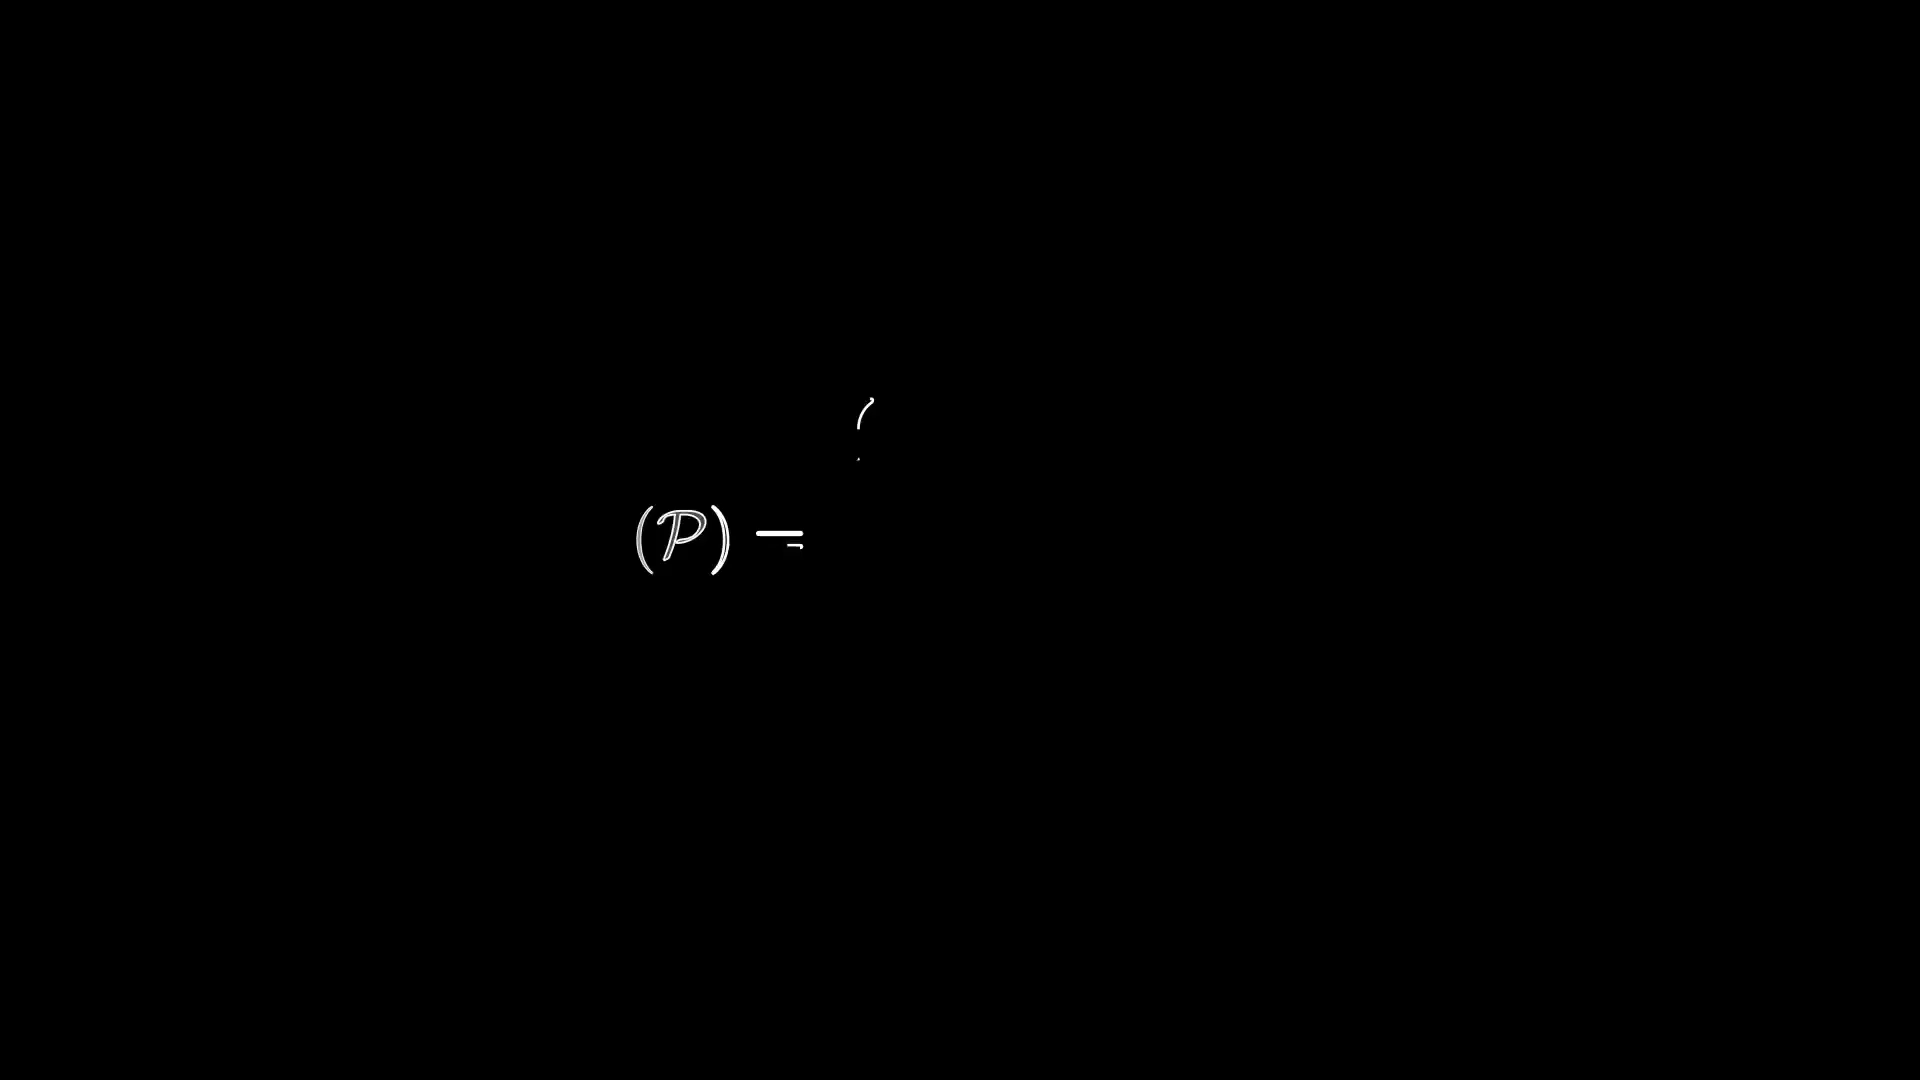 (𝒫) =